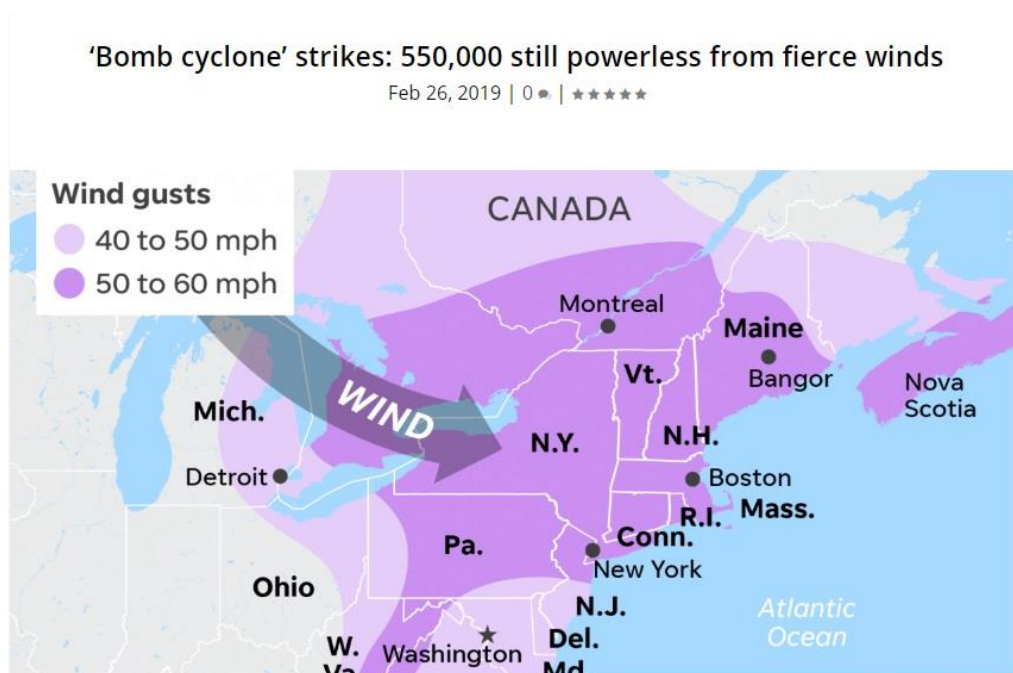 ‘Bomb cyclone’ strikes: 550,000 still powerless from fierce winds
Feb 26, 2019 | 0 | ★★★★★
Wind gusts
40 to 50 mph
50 to 60 mph
CANADA
Montreal
Maine
Bangor
Vt.
Nova
Scotia
Mich.
WIND
N.Y.
N.H.
Detroit
Boston
Mass.
R.I.
Conn.
Pa.
New York
Ohio
N.J.
Atlantic
Ocean
Del.
W.
Va.
Washington
Md.